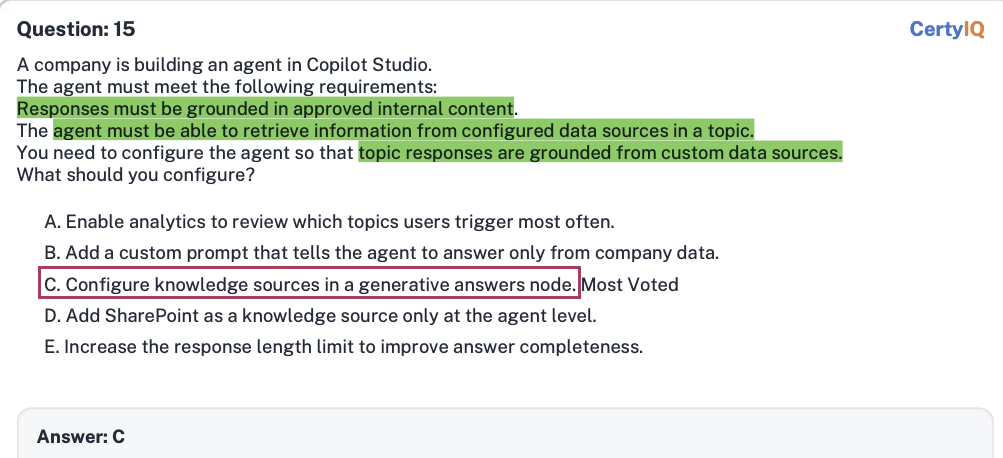 Question: 15
CertyIQ
A company is building an agent in Copilot Studio.
The agent must meet the following requirements:
Responses must be grounded in approved internal content.
The agent must be able to retrieve information from configured data sources in a topic.
You need to configure the agent so that topic responses are grounded from custom data sources.
What should you configure?
A. Enable analytics to review which topics users trigger most often.
B. Add a custom prompt that tells the agent to answer only from company data.
C. Configure knowledge sources in a generative answers node. Most Voted
D. Add SharePoint as a knowledge source only at the agent level.
E. Increase the response length limit to improve answer completeness.
Answer: C